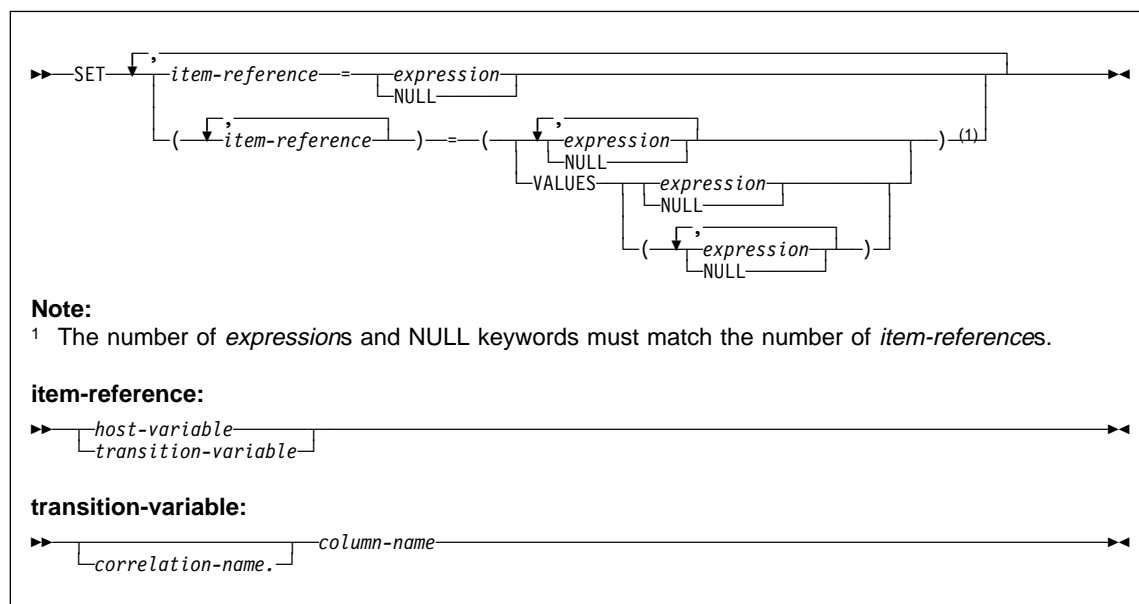 ,
SET item-reference = expression
NULL
, ,
( item-reference ) = ( expression ) (1)
NULL
VALUES expression
NULL
,
( expression )
NULL
Note:
1 The number of expressions and NULL keywords must match the number of item-references.
item-reference:
host-variable
transition-variable
transition-variable:
column-name
correlation-name.